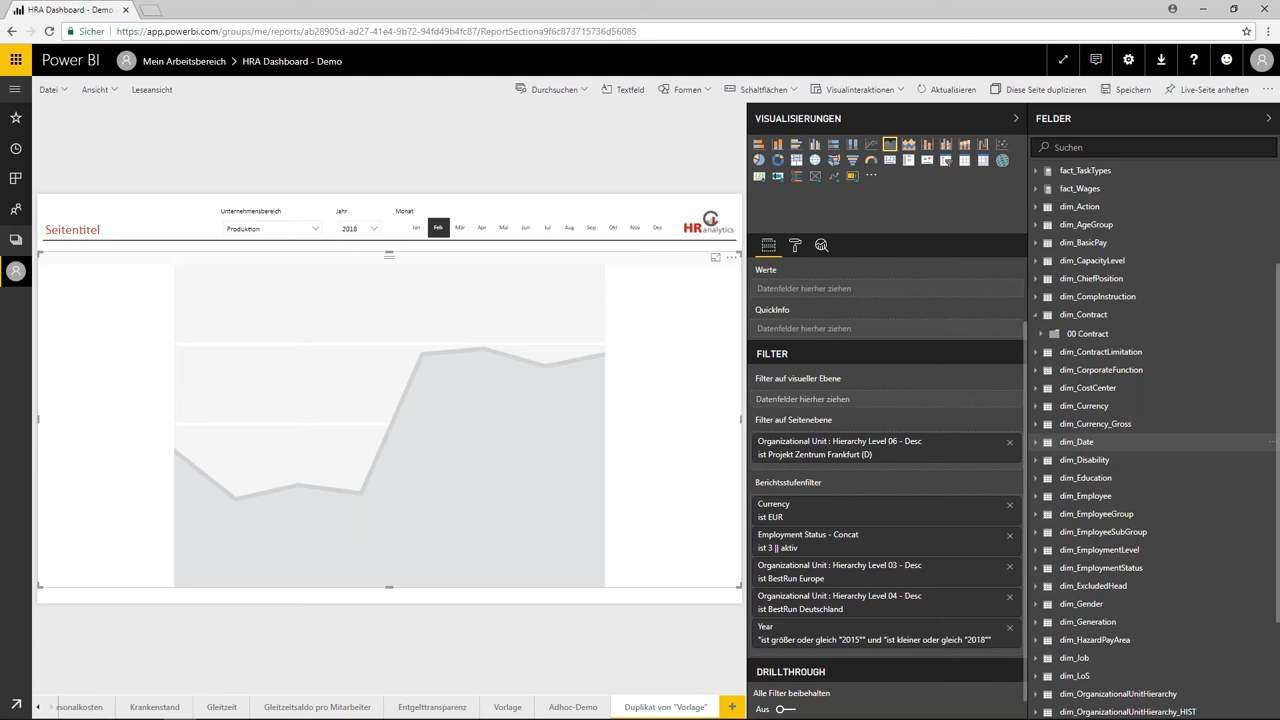 HRA Dashboard - Demo
Sicher https://app.powerbi.com/groups/me/reports/ab28905d-ad27-41e4-9b72-94fd49b4fc87/ReportSectiona9f6c873715736d56085
Power BI Mein Arbeitsbereich HRA Dashboard - Demo
Datei Ansicht Leseansicht Durchsuchen Textfeld Formen Schaltflächen Visualinteraktionen Aktualisieren Diese Seite duplizieren Speichern Live-Seite anheften
Seitentitel
Unternehmensbereich
Produktion
Jahr
2018
Monat
Jan Feb Mär Apr Mai Jun Jul Aug Sep Okt Nov Dez
HRanalytics
VISUALISIERUNGEN
Werte
Datenfelder hierher ziehen
QuickInfo
Datenfelder hierher ziehen
FILTER
Filter auf visueller Ebene
Datenfelder hierher ziehen
Filter auf Seitenebene
Organizational Unit : Hierarchy Level 06 - Desc
ist Projekt Zentrum Frankfurt (D)
Berichtsstufenfilter
Currency
ist EUR
Employment Status - Concat
ist 3 || aktiv
Organizational Unit : Hierarchy Level 03 - Desc
ist BestRun Europe
Organizational Unit : Hierarchy Level 04 - Desc
ist BestRun Deutschland
Year
"ist größer oder gleich "2015"" und "ist kleiner oder gleich "2018""
DRILLTHROUGH
Alle Filter beibehalten
Aus
FELDER
Suchen
fact_TaskTypes
fact_Wages
dim_Action
dim_AgeGroup
dim_BasicPay
dim_CapacityLevel
dim_ChiefPosition
dim_CompInstruction
dim_Contract
00 Contract
dim_ContractLimitation
dim_CorporateFunction
dim_CostCenter
dim_Currency
dim_Currency_Gross
dim_Date
dim_Disability
dim_Education
dim_Employee
dim_EmployeeGroup
dim_EmployeeSubGroup
dim_EmploymentLevel
dim_EmploymentStatus
dim_ExcludedHead
dim_Gender
dim_Generation
dim_HazardPayArea
dim_Job
dim_LoS
dim_OrganizationalUnitHierarchy
dim_OrganizationalUnitHierarchy_HIST
rsonalkosten Krankenstand Gleitzeit Gleitzeitsaldo pro Mitarbeiter Entgelttransparenz Vorlage Adhoc-Demo Duplikat von "Vorlage"